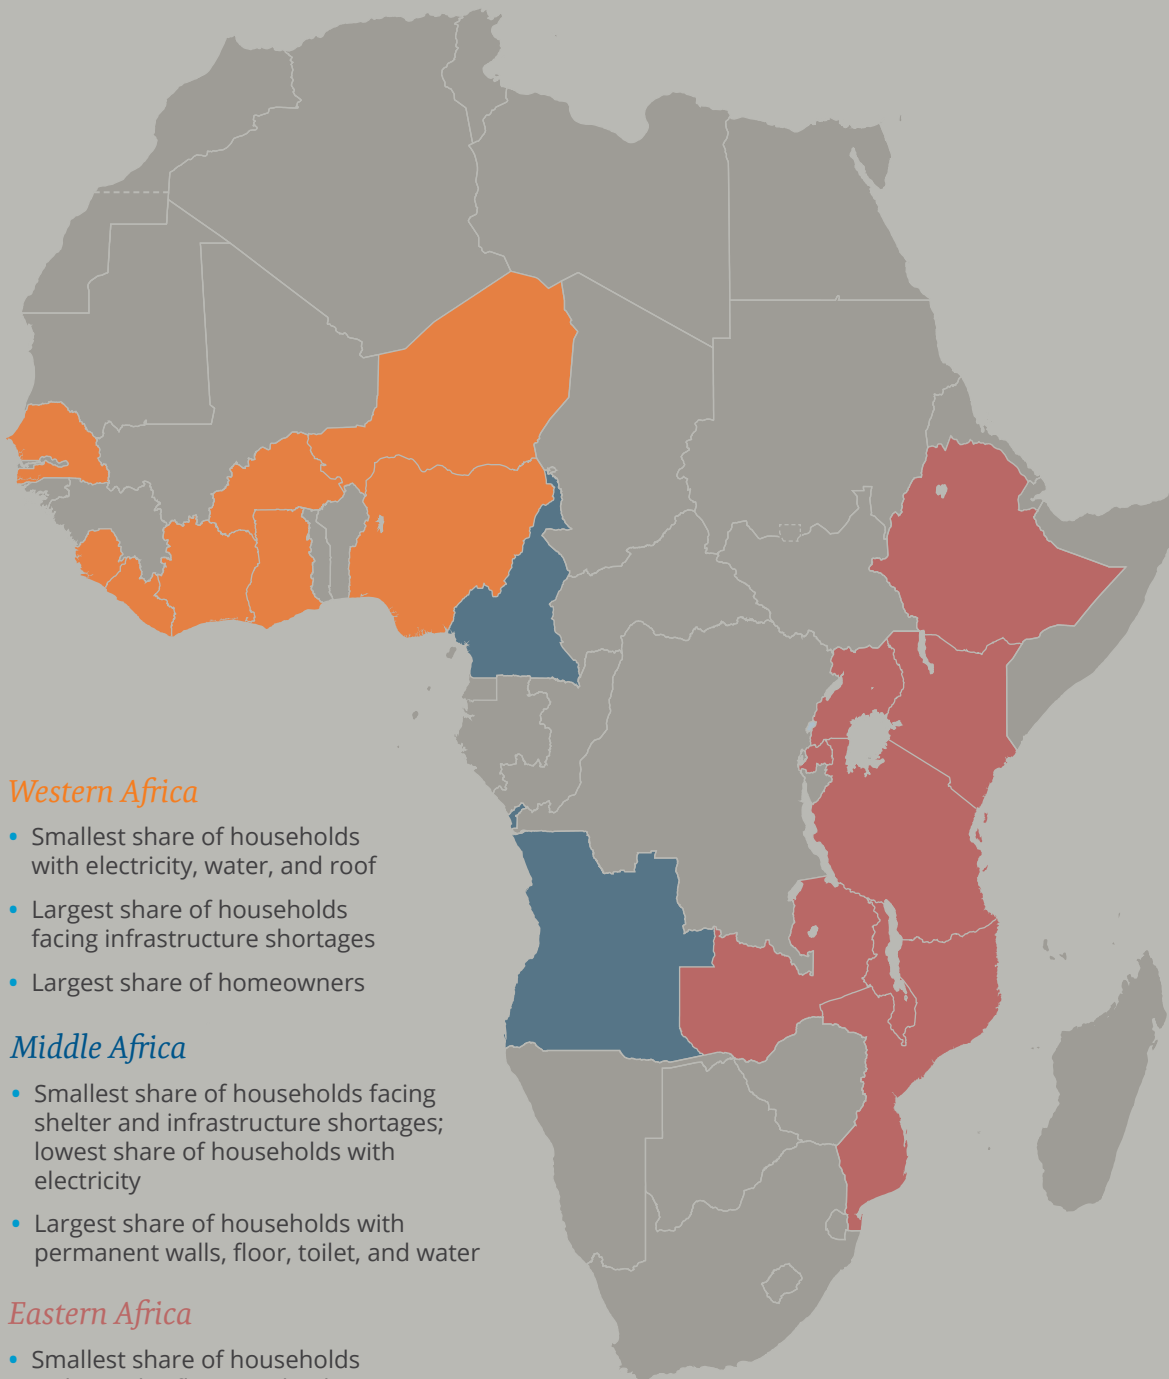 Western Africa
• Smallest share of households
with electricity, water, and roof
• Largest share of households
facing infrastructure shortages
• Largest share of homeowners
Middle Africa
• Smallest share of households facing
shelter and infrastructure shortages;
lowest share of households with
electricity
• Largest share of households with
permanent walls, floor, toilet, and water
Eastern Africa
• Smallest share of households